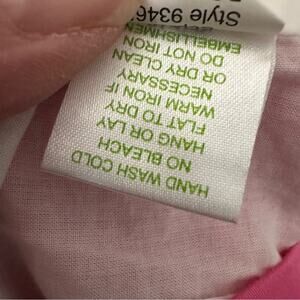 HAND WASH COLD
NO BLEACH
HANG OR LAY
FLAT TO DRY
WARM IRON IF
NECESSARY
OR DRY CLEAN
DO NOT IRON
EMBELLISHMEN
Style 9346